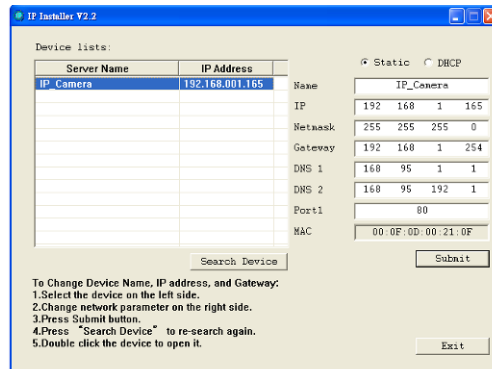 IP Installer V2.2
Device lists:
Server Name IP Address
IP_Camera 192.168.001.165
Search Device
To Change Device Name, IP address, and Gateway:
1.Select the device on the left side.
2.Change network parameter on the right side.
3.Press Submit button.
4.Press “Search Device” to re-search again.
5.Double click the device to open it.
Static DHCP
Name IP_Camera
IP 192 168 1 165
Netmask 255 255 255 0
Gateway 192 168 1 254
DNS 1 168 95 1 1
DNS 2 168 95 192 1
Port1 80
MAC 00:0F:0D:00:21:0F
Submit
Exit